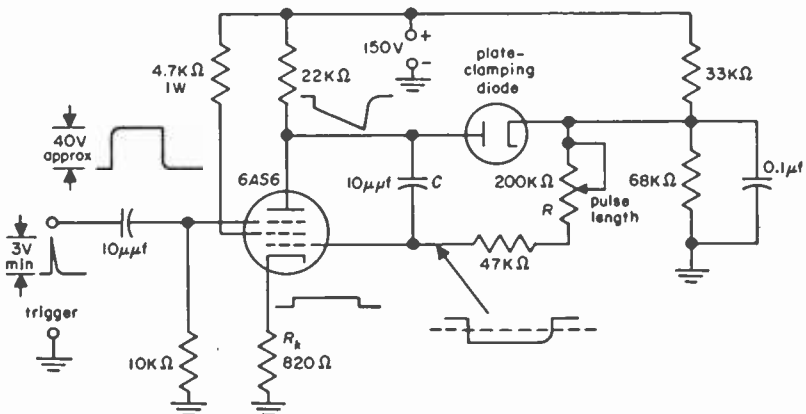 150V
+
-
plate-
clamping
diode
4.7KΩ
1W
22KΩ
33KΩ
40V
approx
6AS6
10μμf
C
200KΩ
R
pulse
length
68KΩ
0.1μf
3V
min
10μμf
47KΩ
trigger
10KΩ
Rk
820Ω